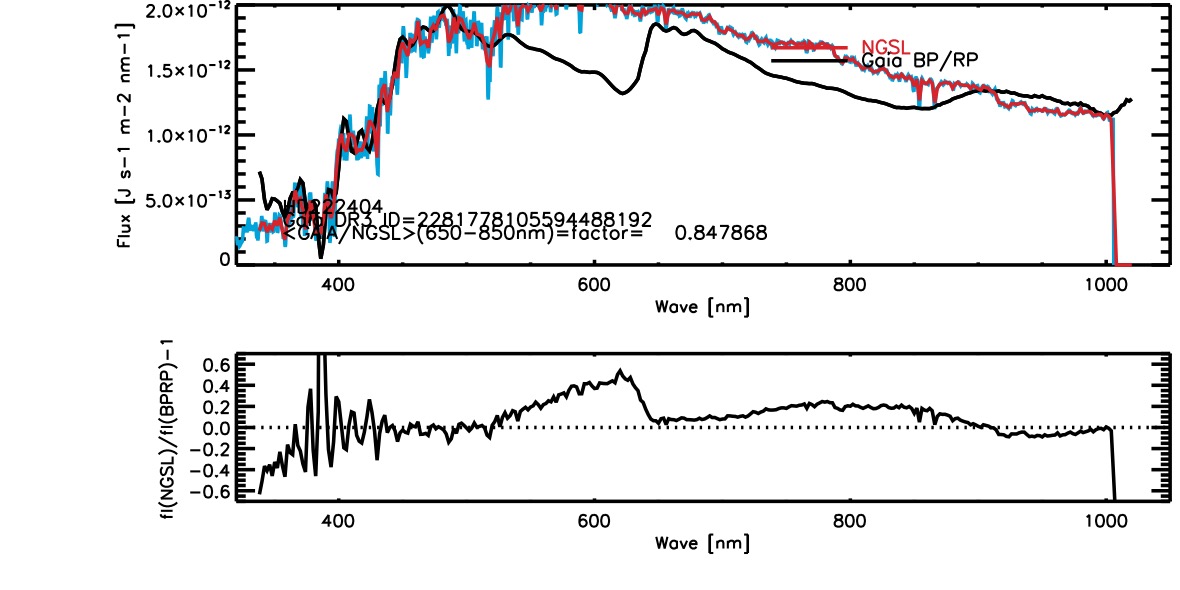 2.0×10−12
1.5×10−12
1.0×10−12
5.0×10−13
0
Flux [J s−1 m−2 nm−1]
NGSL
Gaia BP/RP
HD222404
Gaia DR3 ID=2281778105594488192
<GAIA/NGSL>(650−850nm)=factor= 0.847868
400 600 800 1000
Wave [nm]
fl(NGSL)/fl(BPRP)−1
0.6
0.4
0.2
0.0
−0.2
−0.4
−0.6
400 600 800 1000
Wave [nm]